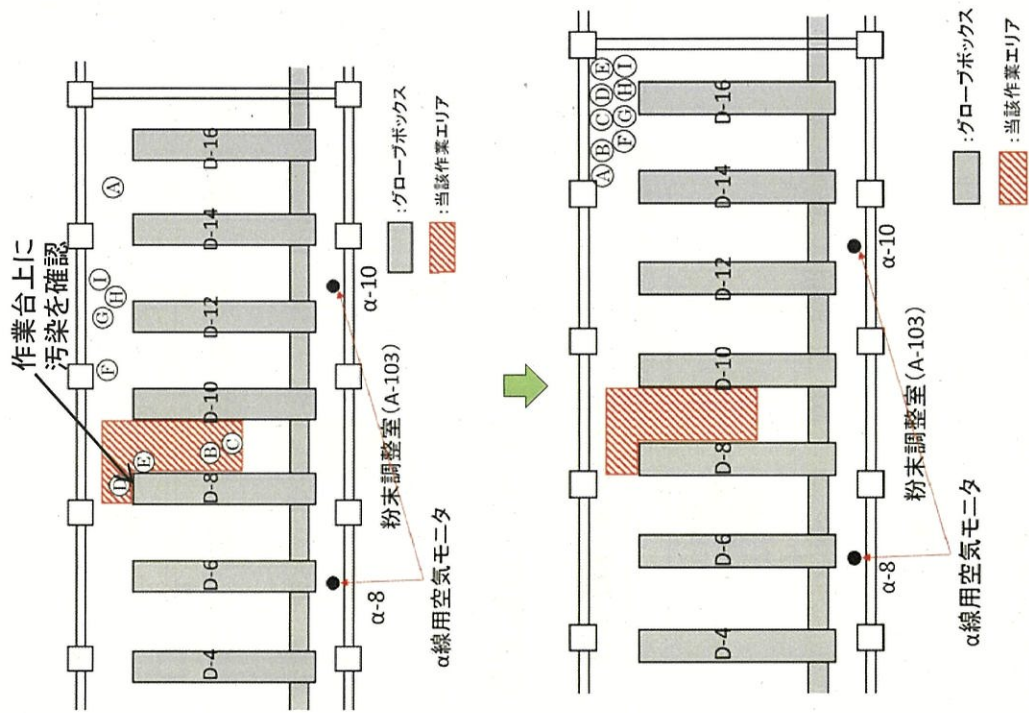 作業台上に
汚染を確認
Ⓐ
Ⓓ
Ⓔ
Ⓑ
Ⓒ
Ⓕ
Ⓖ
Ⓗ
Ⓘ
D-4
D-6
D-8
D-10
D-12
D-14
D-16
α-8
α-10
粉末調整室(A-103)
α線用空気モニタ
:グローブボックス
:当該作業エリア
Ⓐ Ⓑ Ⓒ Ⓓ Ⓔ
Ⓕ Ⓖ Ⓗ Ⓘ
D-4
D-6
D-8
D-10
D-12
D-14
D-16
α-8
α-10
粉末調整室(A-103)
α線用空気モニタ
:グローブボックス
:当該作業エリア